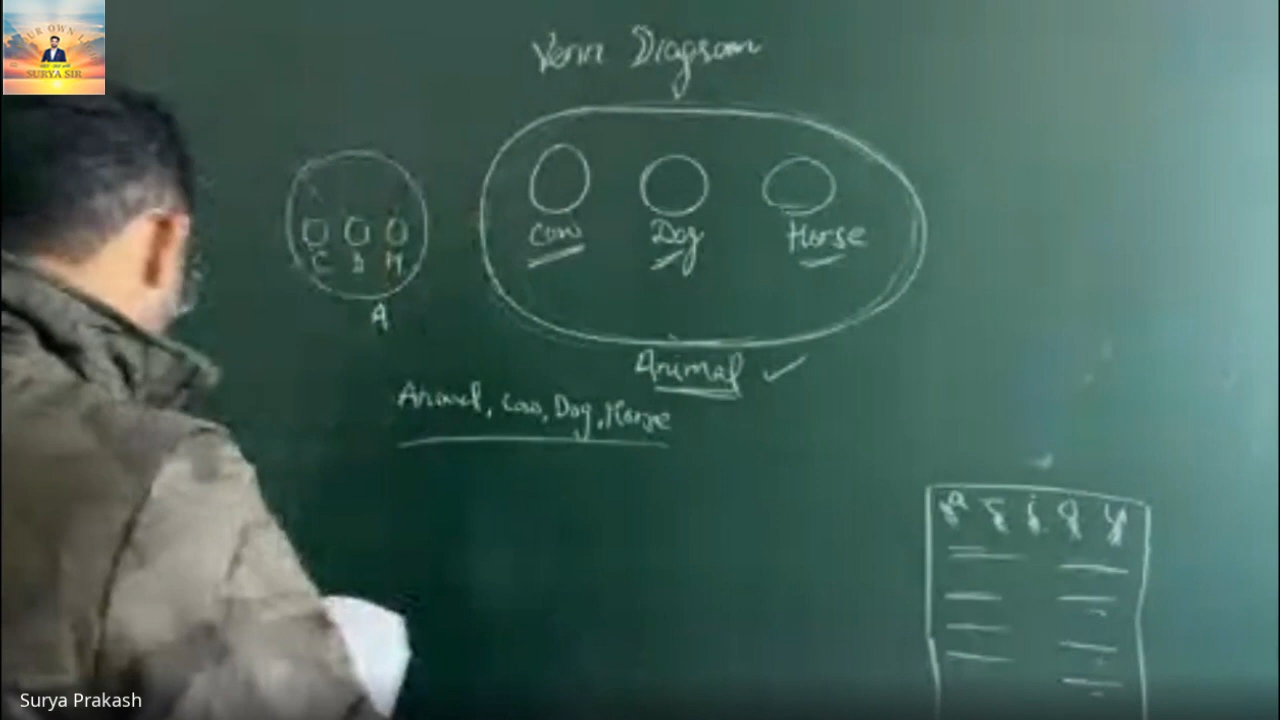 SURYA SIR
Venn Diagram
Cow Dog Horse
C D H
A
Animal
Animal, Cow, Dog, Horse
g j g y
Surya Prakash